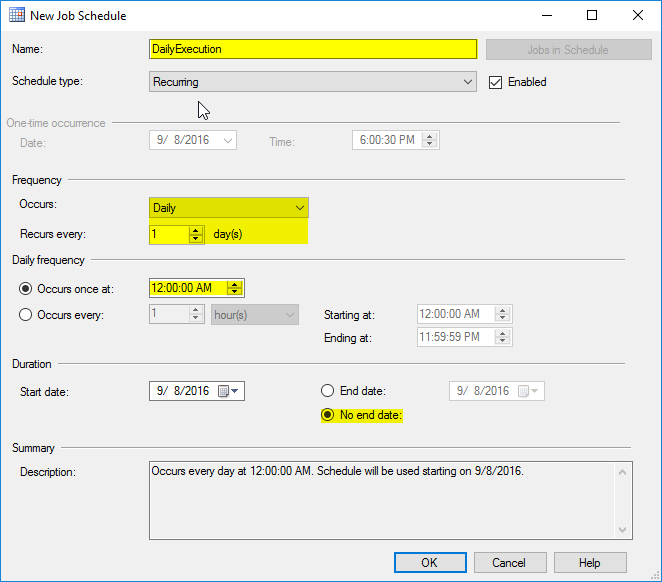 New Job Schedule
Name: DailyExecution Jobs in Schedule
Schedule type: Recurring Enabled
One-time occurrence
Date: 9/ 8/2016 Time: 6:00:30 PM
Frequency
Occurs: Daily
Recurs every: 1 day(s)
Daily frequency
Occurs once at: 12:00:00 AM
Occurs every: 1 hour(s) Starting at: 12:00:00 AM
Ending at: 11:59:59 PM
Duration
Start date: 9/ 8/2016 End date: 9/ 8/2016
No end date:
Summary
Description: Occurs every day at 12:00:00 AM. Schedule will be used starting on 9/8/2016.
OK Cancel Help